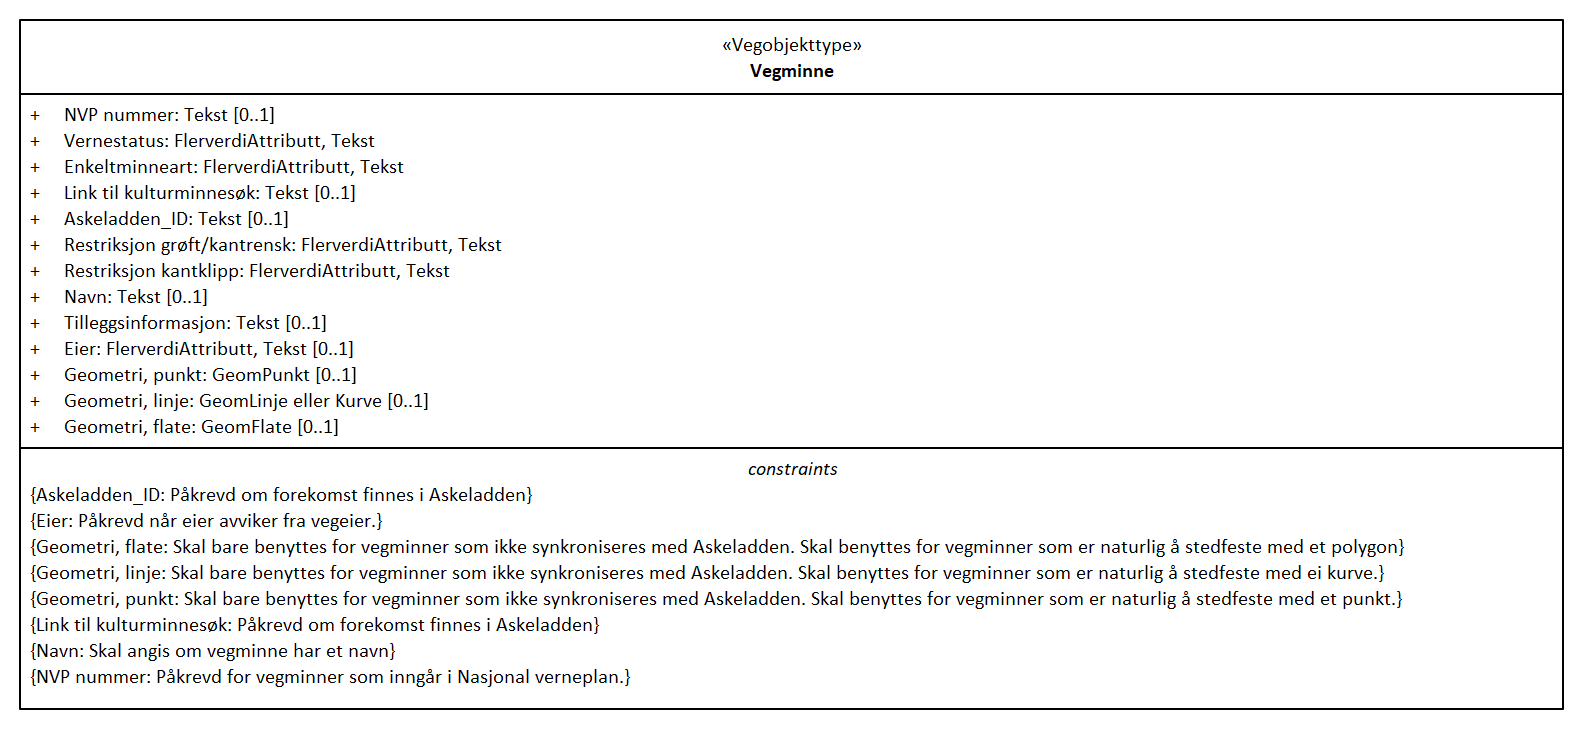 «Vegobjekttype»
Vegminne
+ NVP nummer: Tekst [0..1]
+ Vernestatus: FlerverdiAttributt, Tekst
+ Enkeltminneart: FlerverdiAttributt, Tekst
+ Link til kulturminnesøk: Tekst [0..1]
+ Askeladden_ID: Tekst [0..1]
+ Restriksjon grøft/kantrensk: FlerverdiAttributt, Tekst
+ Restriksjon kantklipp: FlerverdiAttributt, Tekst
+ Navn: Tekst [0..1]
+ Tilleggsinformasjon: Tekst [0..1]
+ Eier: FlerverdiAttributt, Tekst [0..1]
+ Geometri, punkt: GeomPunkt [0..1]
+ Geometri, linje: GeomLinje eller Kurve [0..1]
+ Geometri, flate: GeomFlate [0..1]
constraints
{Askeladden_ID: Påkrevd om forekomst finnes i Askeladden}
{Eier: Påkrevd når eier avviker fra vegeier.}
{Geometri, flate: Skal bare benyttes for vegminner som ikke synkroniseres med Askeladden. Skal benyttes for vegminner som er naturlig å stedfeste med et polygon}
{Geometri, linje: Skal bare benyttes for vegminner som ikke synkroniseres med Askeladden. Skal benyttes for vegminner som er naturlig å stedfeste med ei kurve.}
{Geometri, punkt: Skal bare benyttes for vegminner som ikke synkroniseres med Askeladden. Skal benyttes for vegminner som er naturlig å stedfeste med et punkt.}
{Link til kulturminnesøk: Påkrevd om forekomst finnes i Askeladden}
{Navn: Skal angis om vegminne har et navn}
{NVP nummer: Påkrevd for vegminner som inngår i Nasjonal verneplan.}